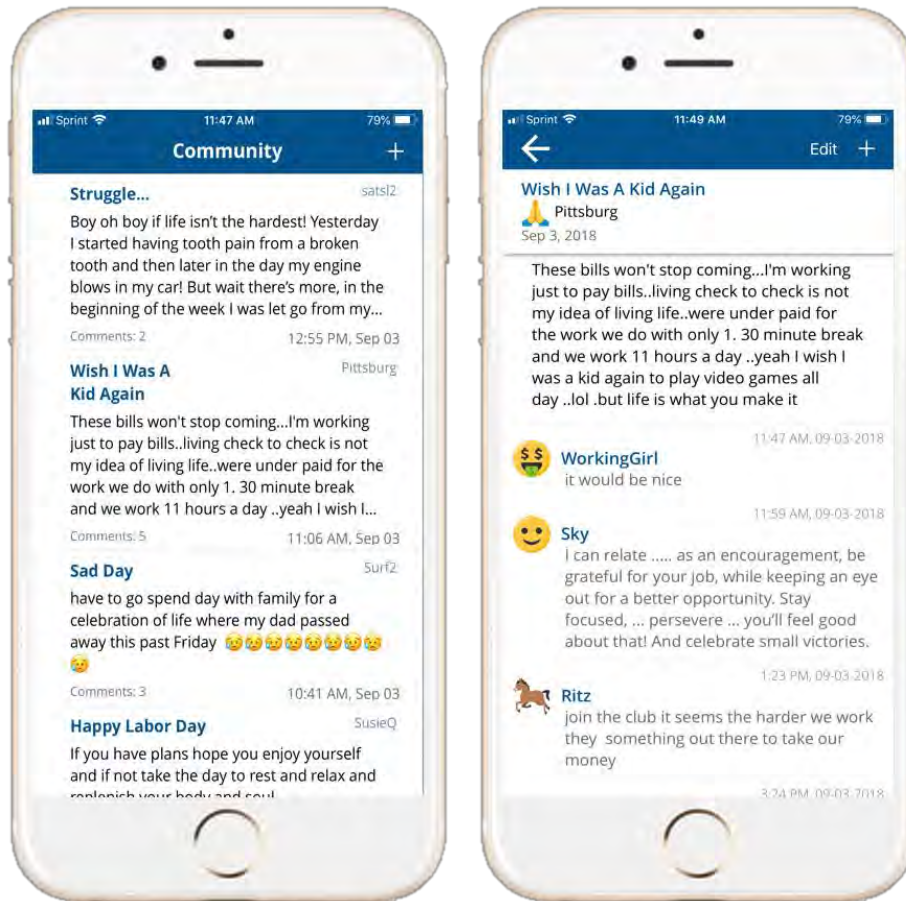 Sprint 11:47 AM 79%
Community +
Struggle... satsl2
Boy oh boy if life isn't the hardest! Yesterday
I started having tooth pain from a broken
tooth and then later in the day my engine
blows in my car! But wait there's more, in the
beginning of the week I was let go from my...
Comments: 2 12:55 PM, Sep 03
Wish I Was A Pittsburg
Kid Again
These bills won't stop coming...I'm working
just to pay bills..living check to check is not
my idea of living life..were under paid for the
work we do with only 1. 30 minute break
and we work 11 hours a day ..yeah I wish I...
Comments: 5 11:06 AM, Sep 03
Sad Day Surf2
have to go spend day with family for a
celebration of life where my dad passed
away this past Friday 😥😥😥😥😥😥😥😥
😥
Comments: 3 10:41 AM, Sep 03
Happy Labor Day SusieQ
If you have plans hope you enjoy yourself
and if not take the day to rest and relax and
replenish your body and soul
Sprint 11:49 AM 79%
Edit +
Wish I Was A Kid Again
🙏 Pittsburg
Sep 3, 2018
These bills won't stop coming...I'm working
just to pay bills..living check to check is not
my idea of living life..were under paid for
the work we do with only 1. 30 minute break
and we work 11 hours a day ..yeah I wish I
was a kid again to play video games all
day ..lol .but life is what you make it
11:47 AM, 09-03-2018
WorkingGirl
it would be nice
11:59 AM, 09-03-2018
Sky
I can relate ..... as an encouragement, be
grateful for your job, while keeping an eye
out for a better opportunity. Stay
focused, ... persevere ... you'll feel good
about that! And celebrate small victories.
1:23 PM, 09-03-2018
Ritz
join the club it seems the harder we work
they something out there to take our
money
3:24 PM, 09-03-2018